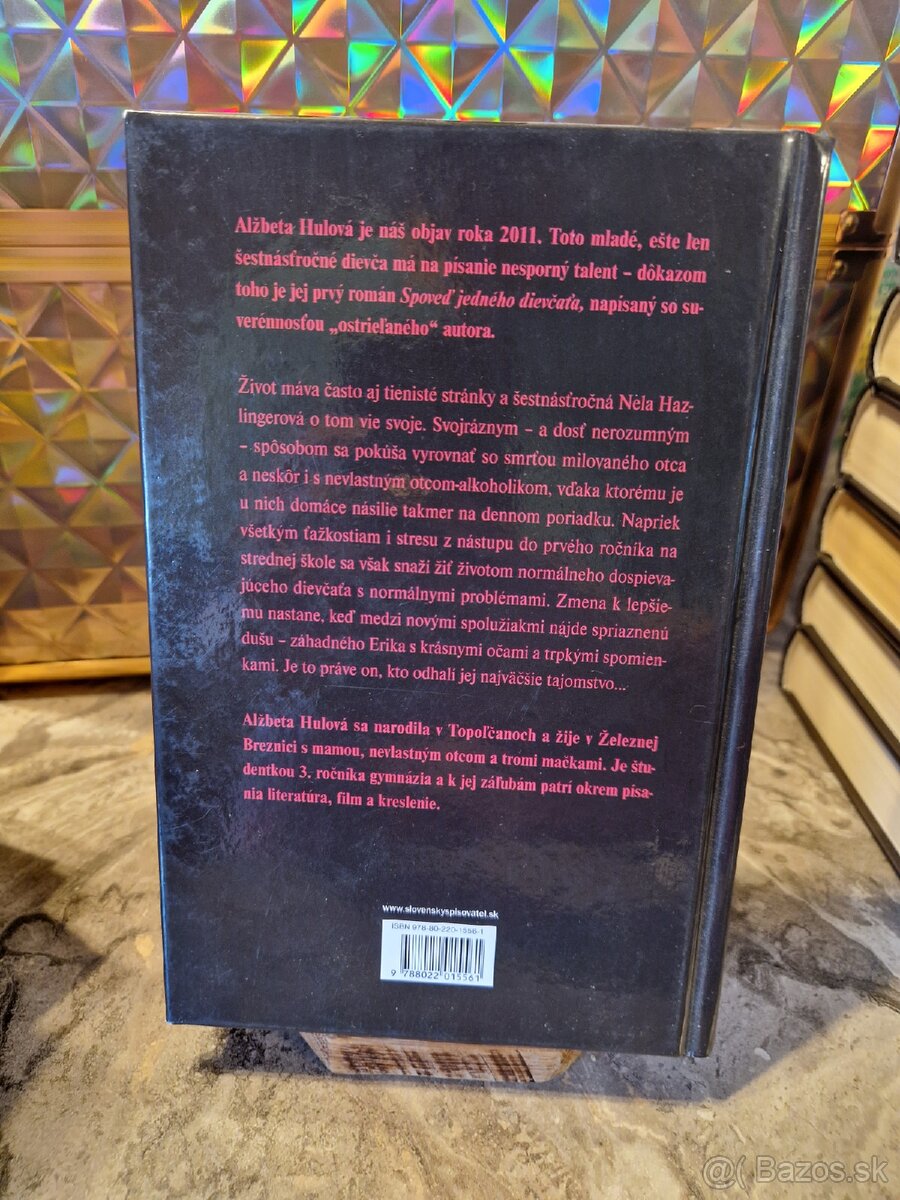 Alžbeta Hulová je náš objav roka 2011. Toto mladé, ešte len
šestnásťročné dievča má na písanie nesporný talent – dôkazom
toho je jej prvý román Spoveď jedného dievčaťa, napísaný so su-
verénnosťou „ostrieľaného“ autora.
Život máva často aj tienisté stránky a šestnásťročná Nela Haz-
lingerová o tom vie svoje. Svojráznym – a dosť nerozumným
– spôsobom sa pokúša vyrovnať so smrťou milovaného otca
a neskôr i s nevlastným otcom-alkoholikom, vďaka ktorému je
u nich domáce násilie takmer na dennom poriadku. Napriek
všetkým ťažkostiam i stresu z nástupu do prvého ročníka na
strednej škole sa však snaží žiť životom normálneho dospieva-
júceho dievčaťa s normálnymi problémami. Zmena k lepšie-
mu nastane, keď medzi novými spolužiakmi nájde spriaznenú
dušu – záhadného Erika s krásnymi očami a trpkými spomien-
kami. Je to práve on, kto odhalí jej najväčšie tajomstvo...
Alžbeta Hulová sa narodila v Topoľčanoch a žije v Železnej
Breznici s mamou, nevlastným otcom a tromi mačkami. Je štu-
dentkou 3. ročníka gymnázia a k jej záľubám patrí okrem písa-
nia literatúra, film a kreslenie.
www.slovenskyspisovatel.sk
ISBN 978-80-220-1556-1
9 788022 015561
@( Bazos.sk